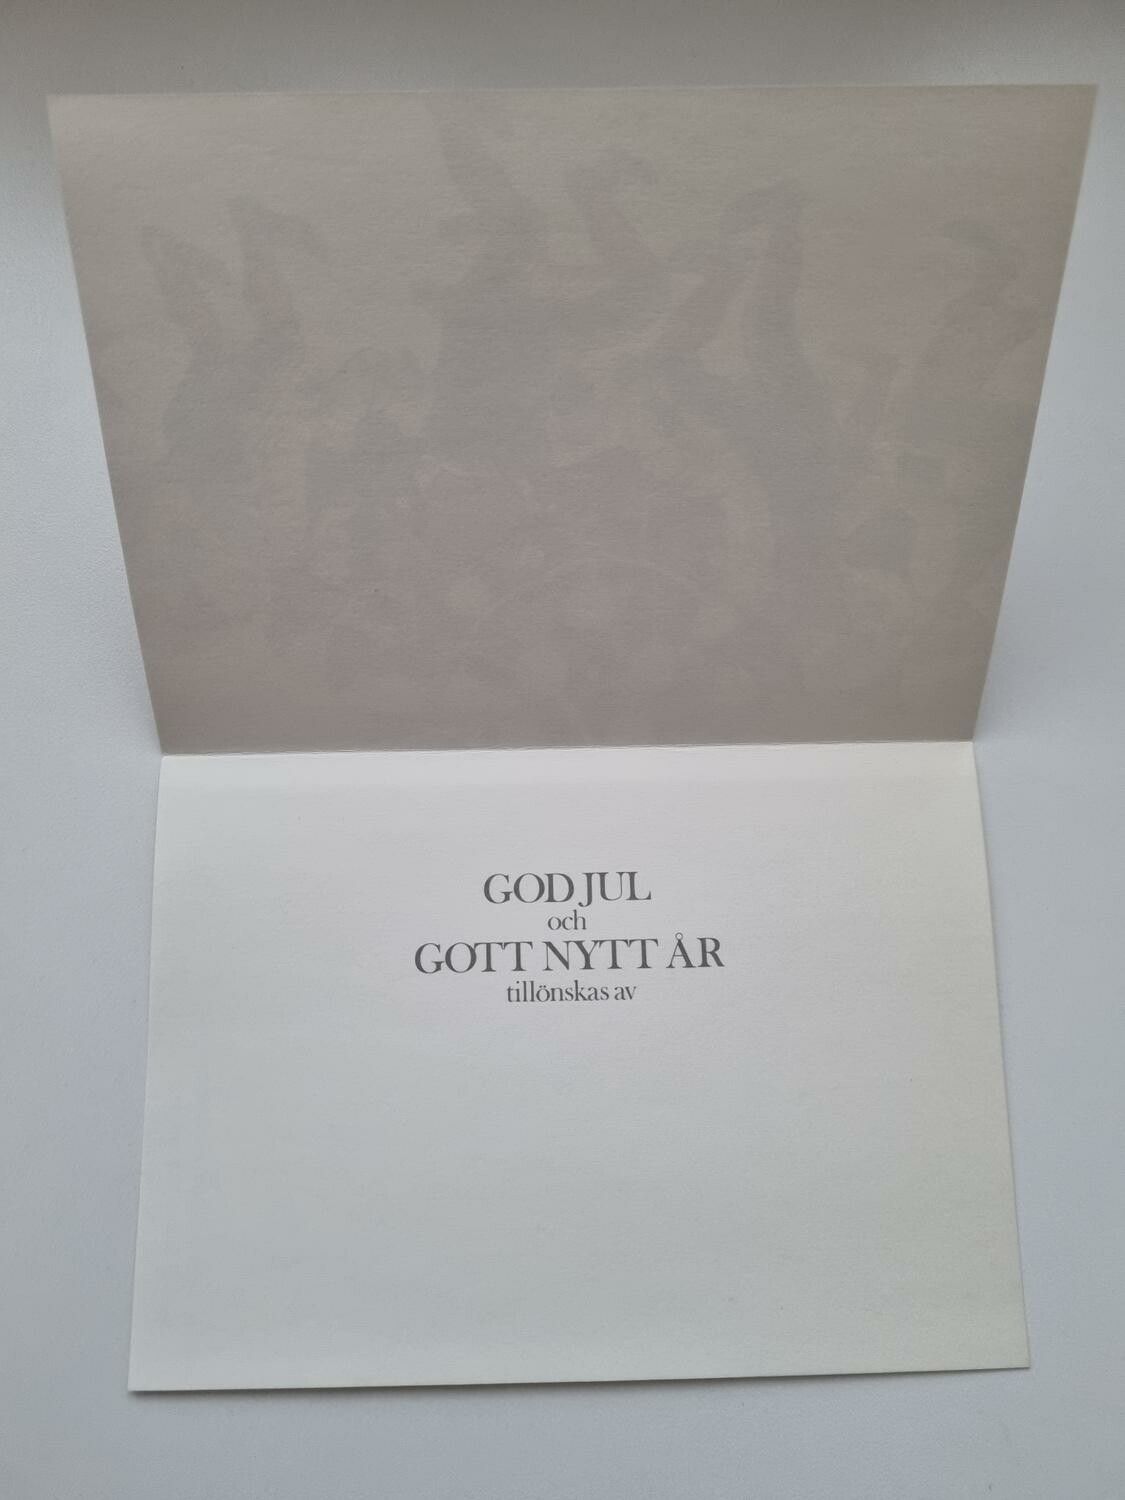 GOD JUL
och
GOTT NYTT ÅR
tillönskas av